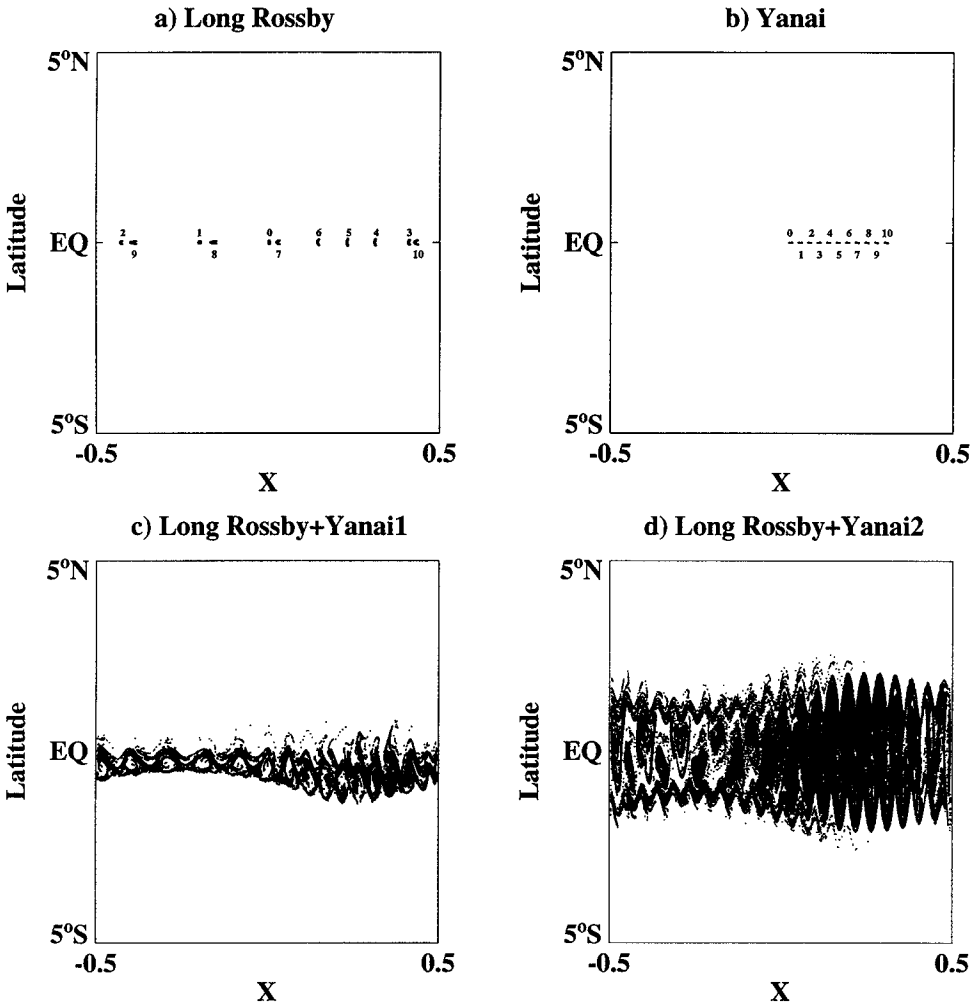 a) Long Rossby
5°N
2 1 0 6 5 4 3
EQ
9 8 7 10
Latitude
5°S
-0.5 0.5
X
b) Yanai
5°N
0 2 4 6 8 10
EQ
1 3 5 7 9
Latitude
5°S
-0.5 0.5
X
c) Long Rossby+Yanai1
5°N
EQ
Latitude
5°S
-0.5 0.5
X
d) Long Rossby+Yanai2
5°N
EQ
Latitude
5°S
-0.5 0.5
X